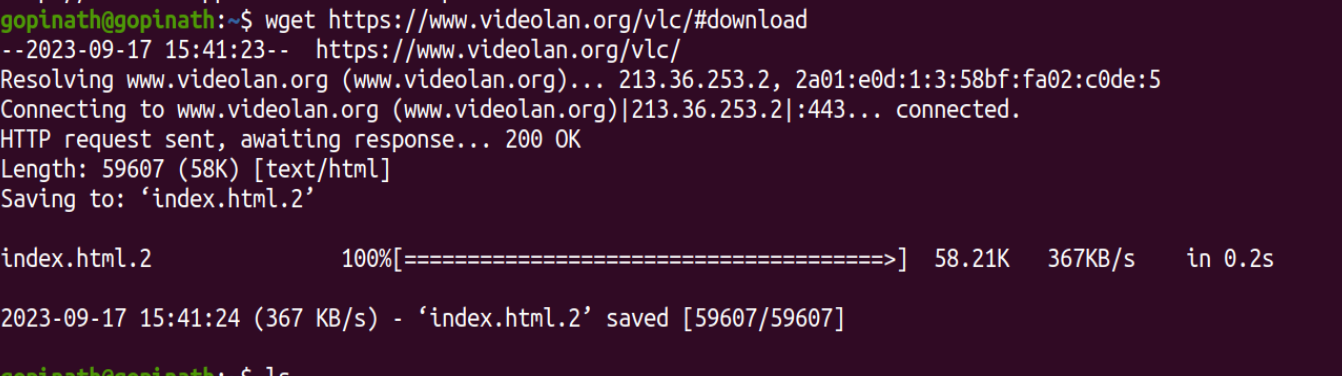 gopinath@gopinath:~$ wget https://www.videolan.org/vlc/#download
--2023-09-17 15:41:23--  https://www.videolan.org/vlc/
Resolving www.videolan.org (www.videolan.org)... 213.36.253.2, 2a01:e0d:1:3:58bf:fa02:c0de:5
Connecting to www.videolan.org (www.videolan.org)|213.36.253.2|:443... connected.
HTTP request sent, awaiting response... 200 OK
Length: 59607 (58K) [text/html]
Saving to: ‘index.html.2’
index.html.2 100%[======================================>] 58.21K 367KB/s in 0.2s
2023-09-17 15:41:24 (367 KB/s) - ‘index.html.2’ saved [59607/59607]
gopinath@gopinath:~$ ls